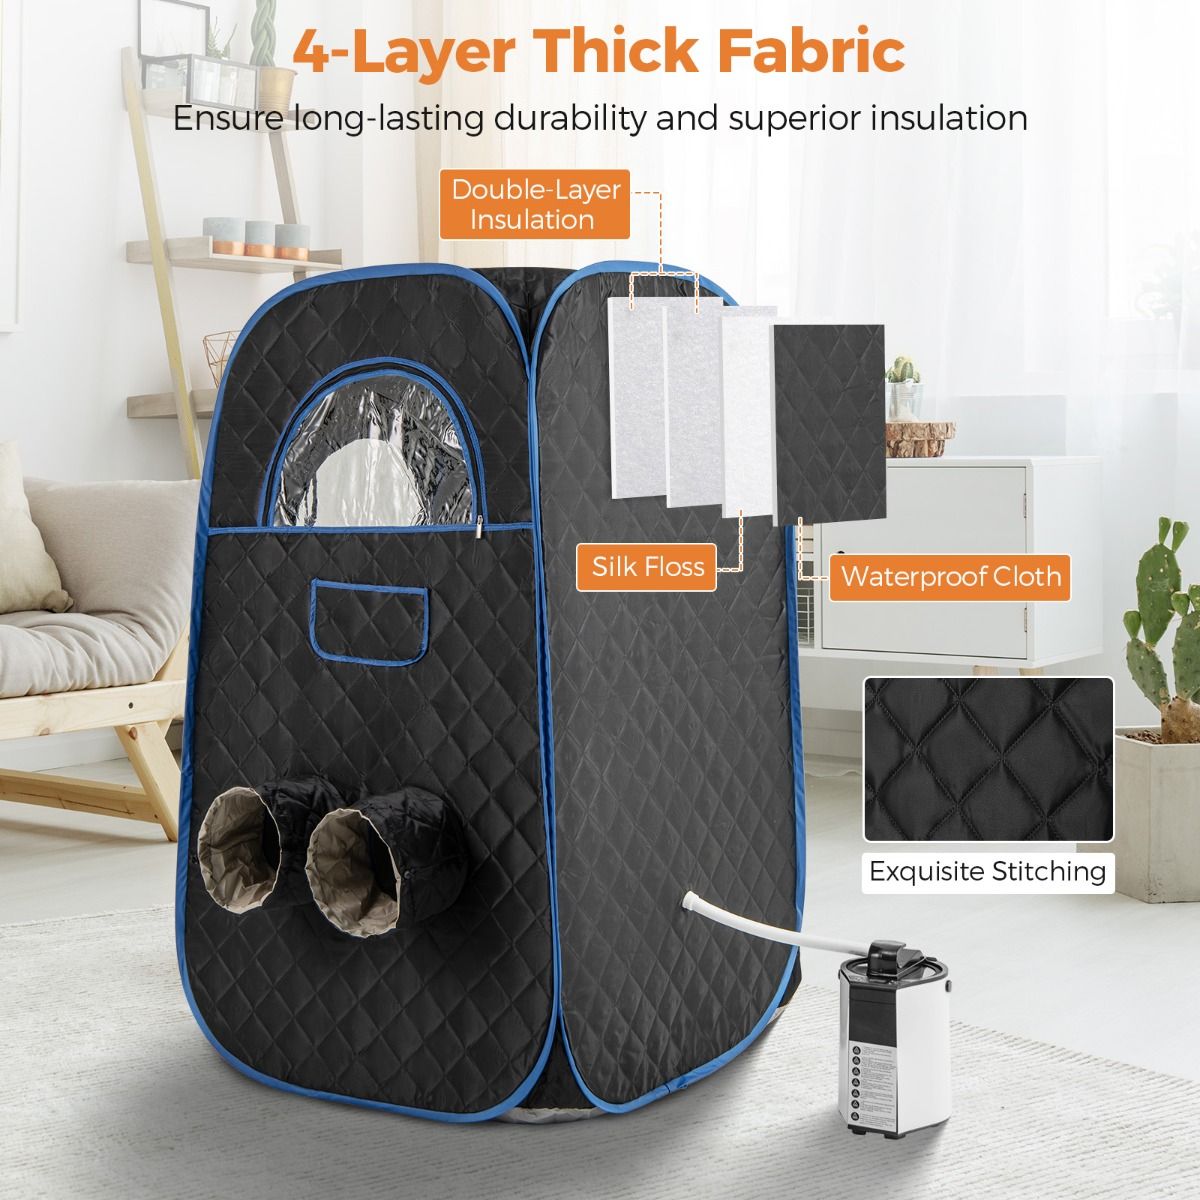 4-Layer Thick Fabric
Ensure long-lasting durability and superior insulation
Double-Layer
Insulation
Silk Floss
Waterproof Cloth
Exquisite Stitching